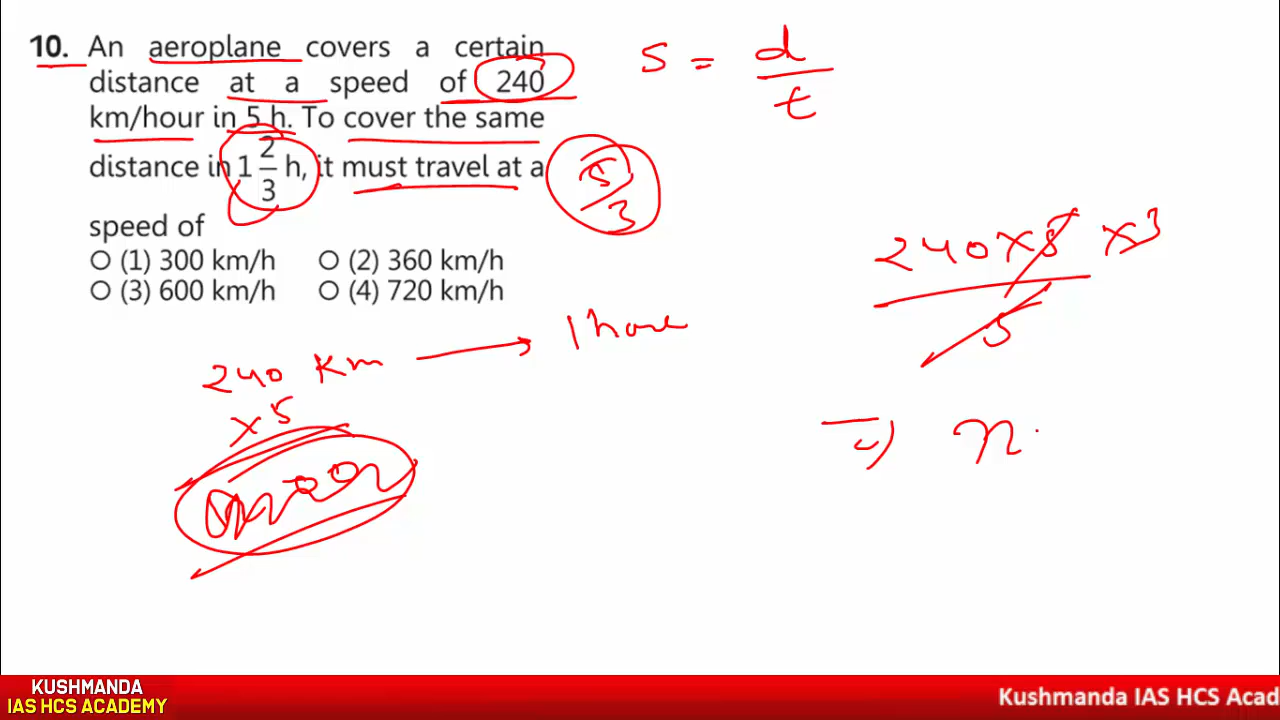 10. An aeroplane covers a certain
distance at a speed of 240
km/hour in 5 h. To cover the same
distance in 1 2/3 h, it must travel at a
speed of
O (1) 300 km/h O (2) 360 km/h
O (3) 600 km/h O (4) 720 km/h
S = d/t
5/3
240 × 5 × 3
5
240 Km → 1 hour
× 5
KUSHMANDA
IAS HCS ACADEMY
Kushmanda IAS HCS Acad